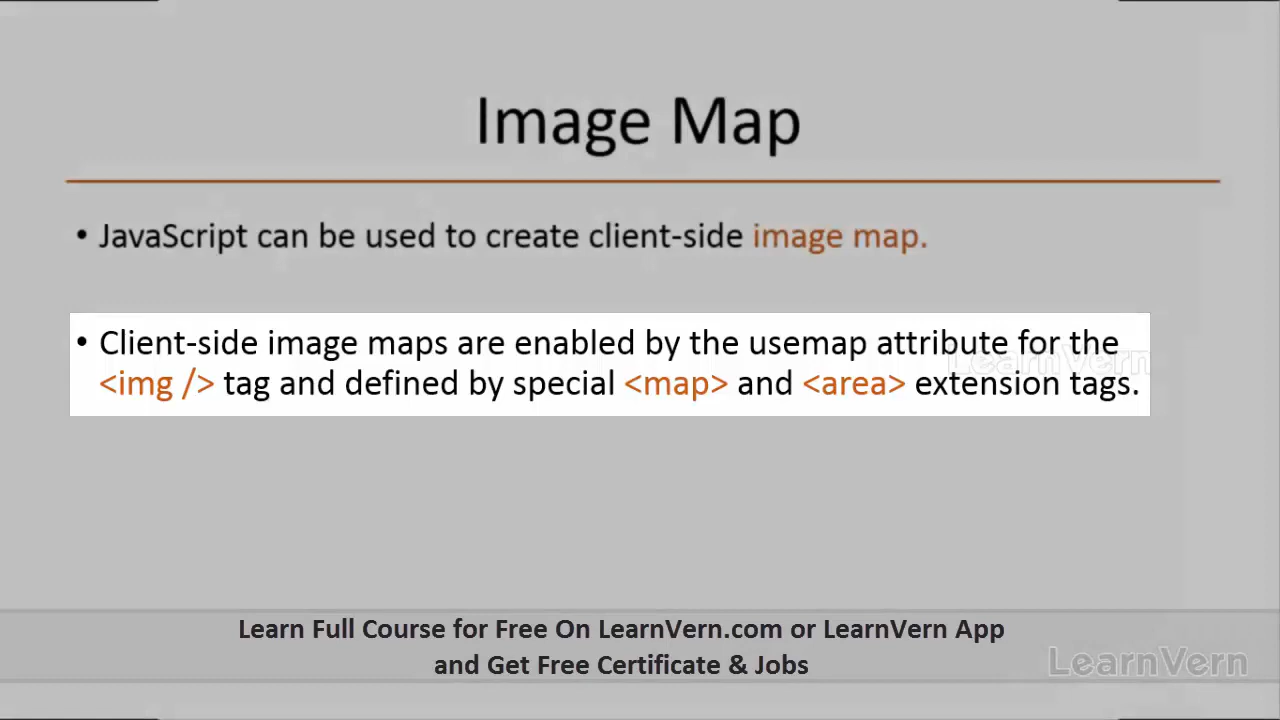 Image Map
• JavaScript can be used to create client-side image map.
• Client-side image maps are enabled by the usemap attribute for the
<img /> tag and defined by special <map> and <area> extension tags.
LearnVern
Learn Full Course for Free On LearnVern.com or LearnVern App
and Get Free Certificate & Jobs
LearnVern